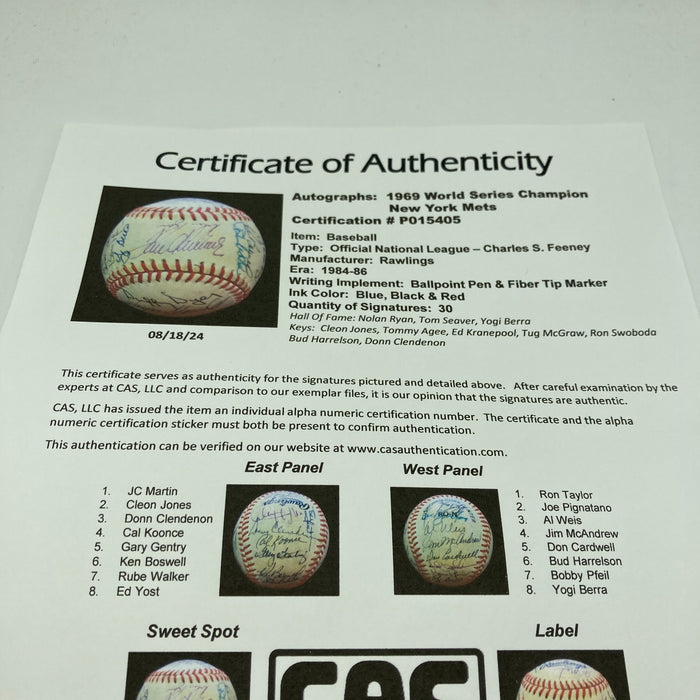 Certificate of Authenticity
Autographs: 1969 World Series Champion
New York Mets
Certification # P015405
Item: Baseball
Type: Official National League – Charles S. Feeney
Manufacturer: Rawlings
Era: 1984-86
Writing Implement: Ballpoint Pen & Fiber Tip Marker
Ink Color: Blue, Black & Red
Quantity of Signatures: 30
Hall Of Fame: Nolan Ryan, Tom Seaver, Yogi Berra
Keys: Cleon Jones, Tommy Agee, Ed Kranepool, Tug McGraw, Ron Swoboda
Bud Harrelson, Donn Clendenon
08/18/24
This certificate serves as authenticity for the signatures pictured and detailed above. After careful examination by the
experts at CAS, LLC and comparison to our exemplar files, it is our opinion that the signatures are authentic.
CAS, LLC has issued the item an individual alpha numeric certification number. The certificate and the alpha
numeric certification sticker must both be present to confirm authentication.
This authentication can be verified on our website at www.casauthentication.com.
East Panel
1. JC Martin
2. Cleon Jones
3. Donn Clendenon
4. Cal Koonce
5. Gary Gentry
6. Ken Boswell
7. Rube Walker
8. Ed Yost
West Panel
1. Ron Taylor
2. Joe Pignatano
3. Al Weis
4. Jim McAndrew
5. Don Cardwell
6. Bud Harrelson
7. Bobby Pfeil
8. Yogi Berra
Sweet Spot
Label
CAS